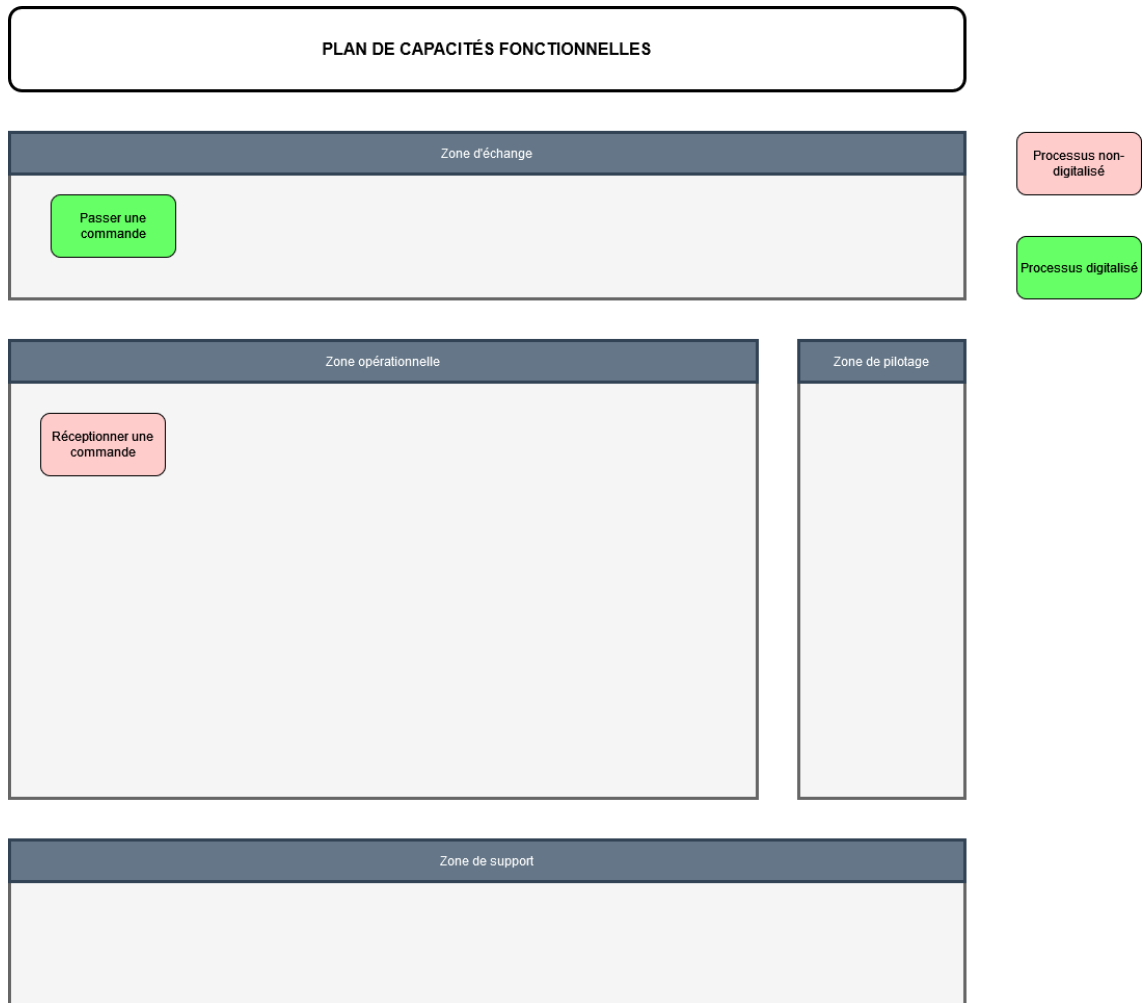 PLAN DE CAPACITÉS FONCTIONNELLES
Zone d'échange
Processus non-
digitalisé
Passer une
commande
Processus digitalisé
Zone opérationnelle
Zone de pilotage
Réceptionner une
commande
Zone de support